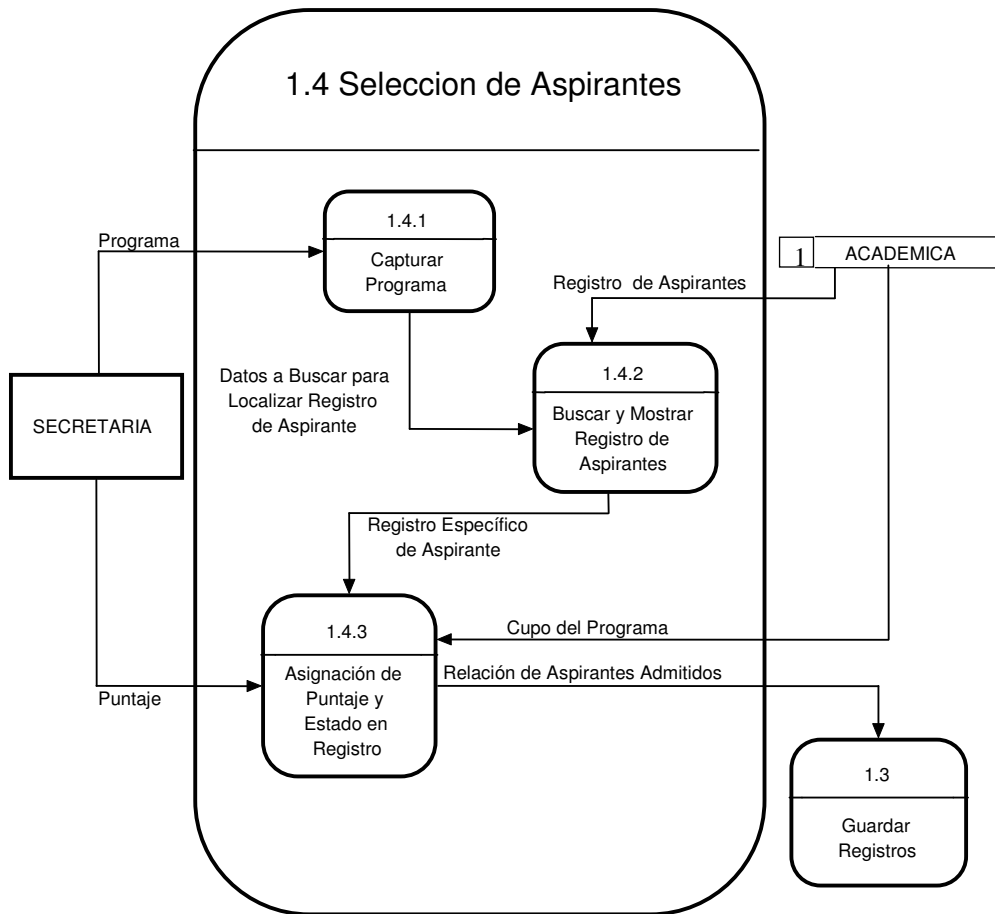 1.4 Seleccion de Aspirantes
1.4.1
Capturar
Programa
Programa
1 ACADEMICA
Registro de Aspirantes
1.4.2
Buscar y Mostrar
Registro de
Aspirantes
Datos a Buscar para
Localizar Registro
de Aspirante
SECRETARIA
Registro Específico
de Aspirante
1.4.3
Asignación de
Puntaje y
Estado en
Registro
Cupo del Programa
Relación de Aspirantes Admitidos
Puntaje
1.3
Guardar
Registros